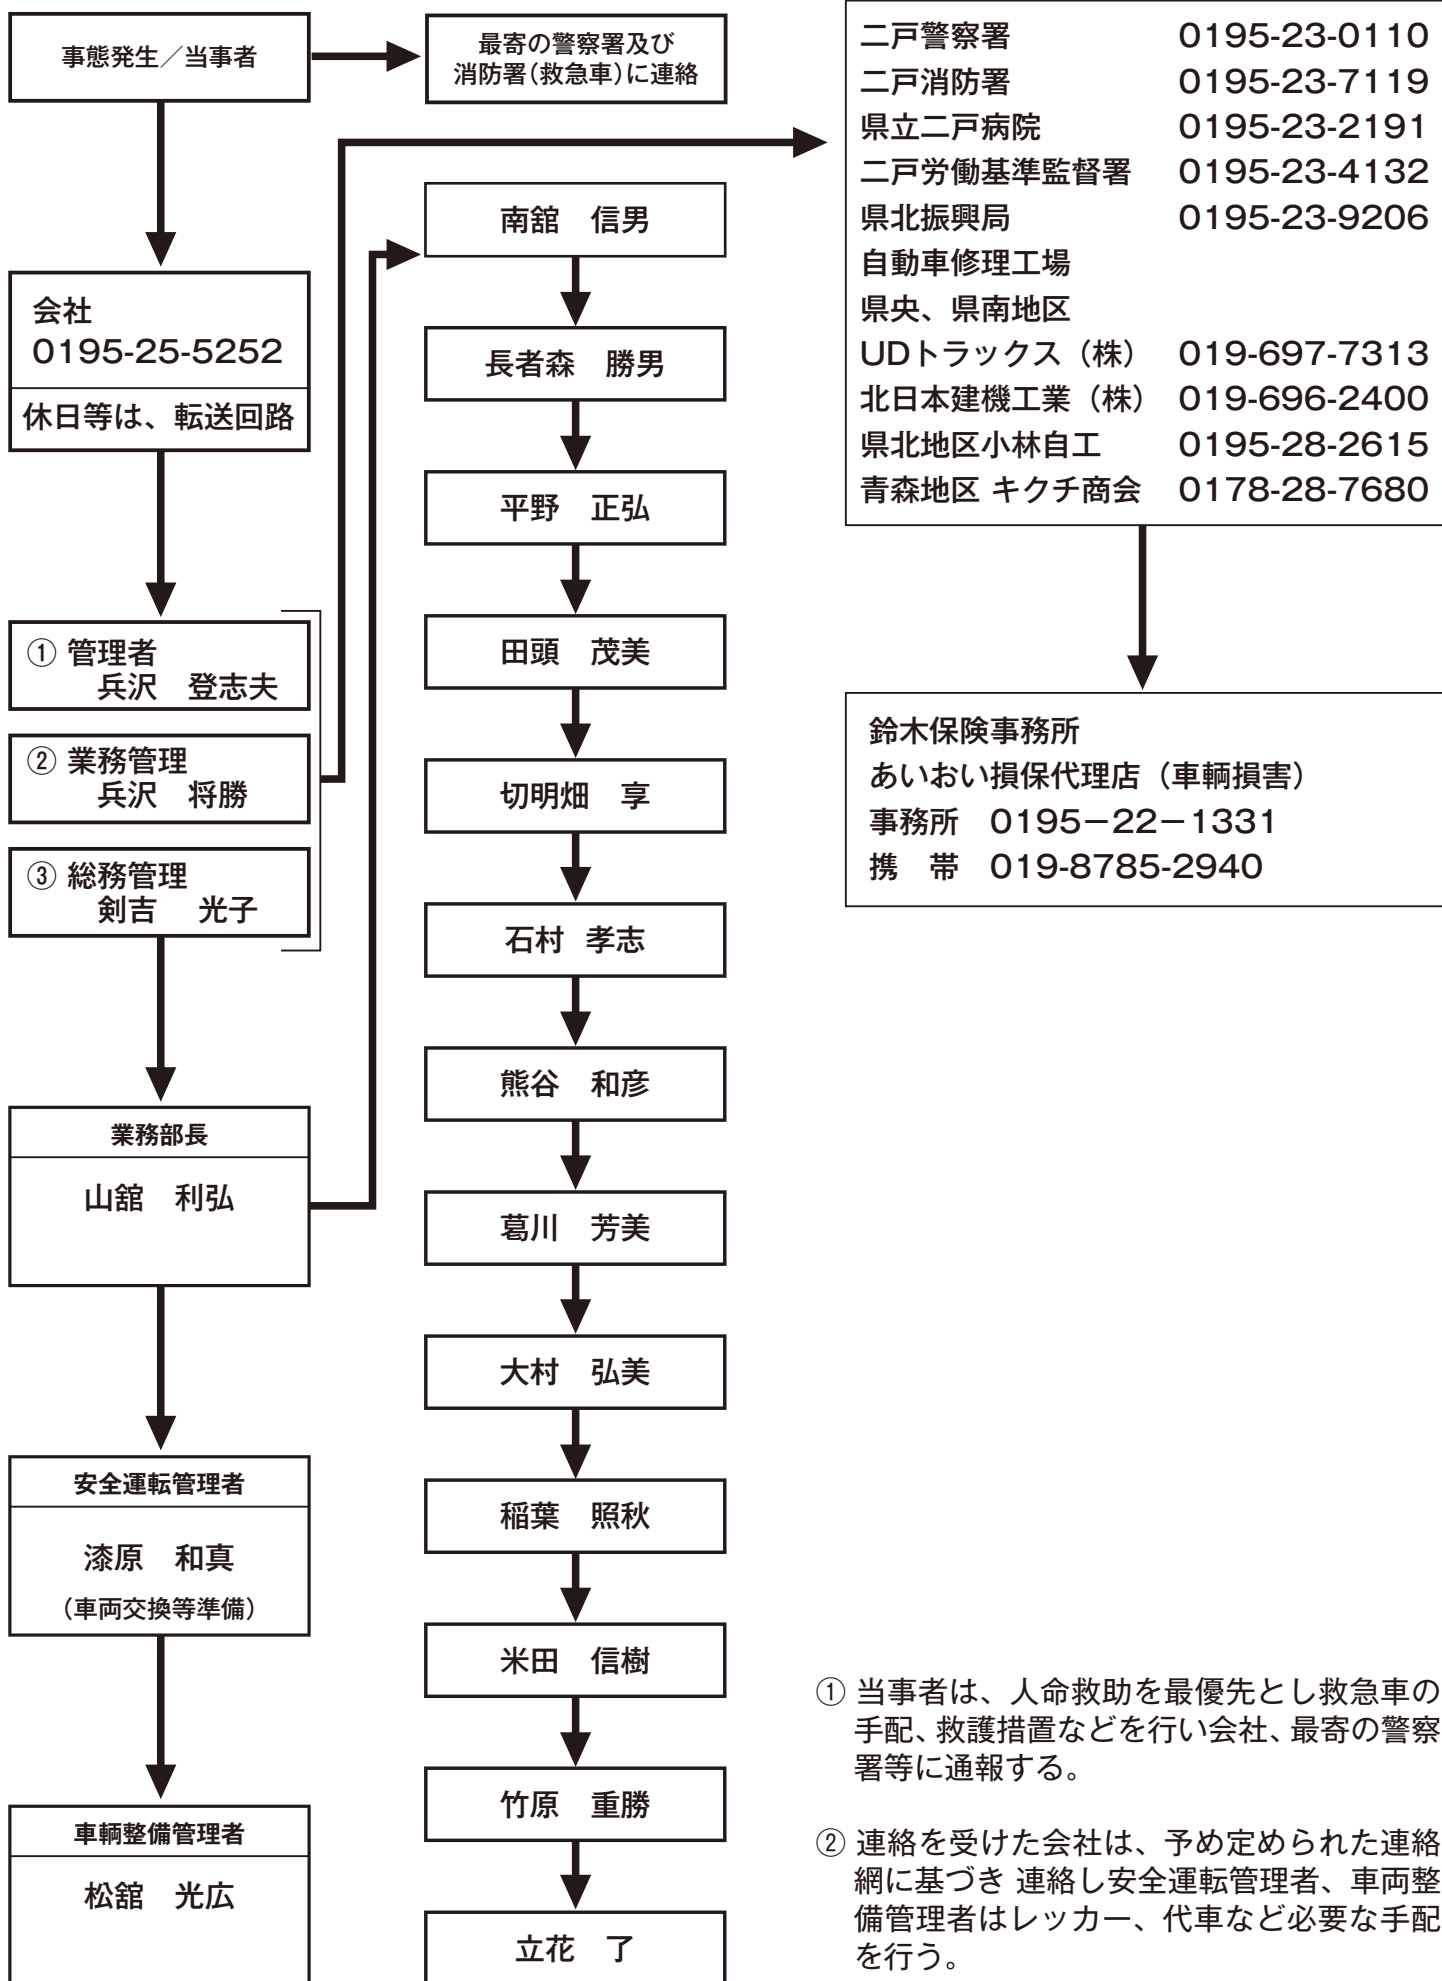 事態発生／当事者
最寄の警察署及び
消防署（救急車）に連絡
会社
0195-25-5252
休日等は、転送回路
① 管理者
兵沢　登志夫
② 業務管理
兵沢　将勝
③ 総務管理
剣吉　光子
業務部長
山舘　利弘
安全運転管理者
漆原　和真
（車両交換等準備）
車輌整備管理者
松舘　光広
南舘　信男
長者森　勝男
平野　正弘
田頭　茂美
切明畑　享
石村　孝志
熊谷　和彦
葛川　芳美
大村　弘美
稲葉　照秋
米田　信樹
竹原　重勝
立花　了
二戸警察署　0195-23-0110
二戸消防署　0195-23-7119
県立二戸病院　0195-23-2191
二戸労働基準監督署　0195-23-4132
県北振興局　0195-23-9206
自動車修理工場
県央、県南地区
UDトラックス（株）　019-697-7313
北日本建機工業（株）　019-696-2400
県北地区小林自工　0195-28-2615
青森地区 キクチ商会　0178-28-7680
鈴木保険事務所
あいおい損保代理店（車輌損害）
事務所　0195－22－1331
携　帯　019-8785-2940
① 当事者は、人命救助を最優先とし救急車の
手配、救護措置などを行い会社、最寄の警察
署等に通報する。
② 連絡を受けた会社は、予め定められた連絡
網に基づき 連絡し安全運転管理者、車両整
備管理者はレッカー、代車など必要な手配
を行う。